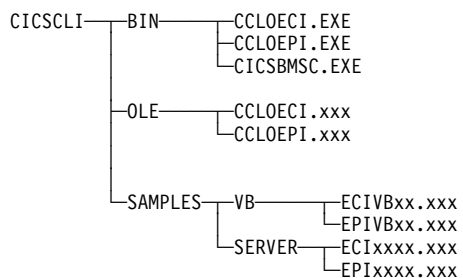 CICSCLI BIN CCLOECI.EXE
CCLOEPI.EXE
CICSBMSC.EXE
OLE CCLOECI.xxx
CCLOEPI.xxx
SAMPLES VB ECIVBxx.xxx
EPIVBxx.xxx
SERVER ECIxxxx.xxx
EPIxxxx.xxx